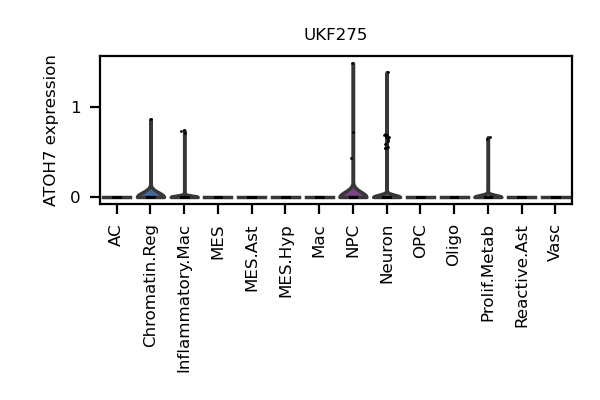 UKF275
ATOH7 expression
1
0
AC
Chromatin.Reg
Inflammatory.Mac
MES
MES.Ast
MES.Hyp
Mac
NPC
Neuron
OPC
Oligo
Prolif.Metab
Reactive.Ast
Vasc